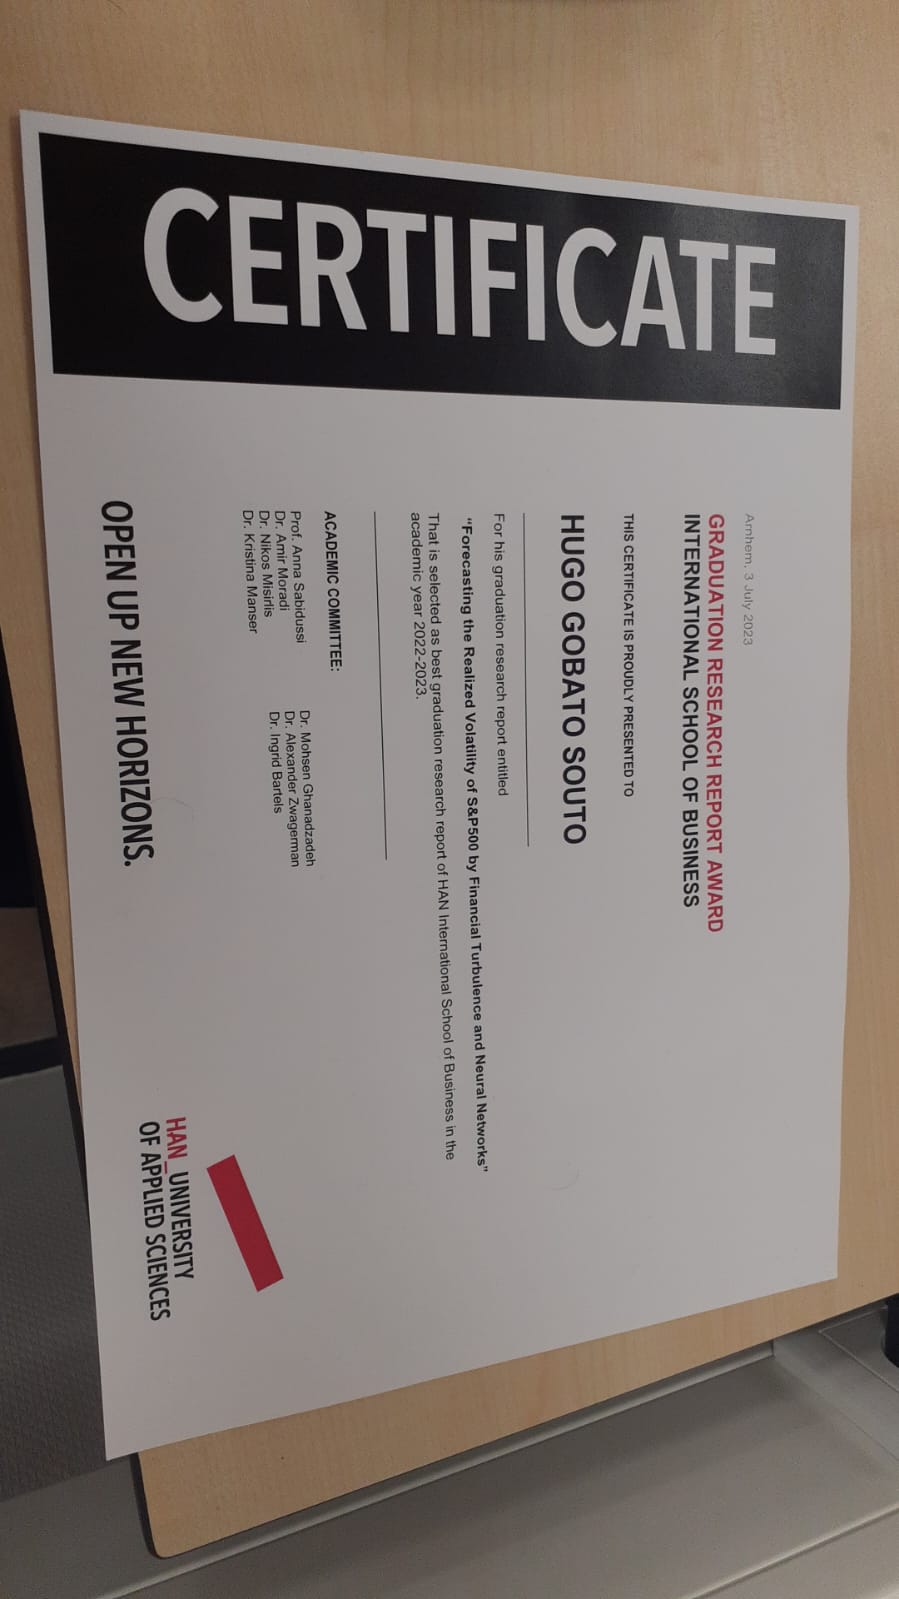 CERTIFICATE
Arnhem, 3 July 2023
GRADUATION RESEARCH REPORT AWARD
INTERNATIONAL SCHOOL OF BUSINESS
THIS CERTIFICATE IS PROUDLY PRESENTED TO
HUGO GOBATO SOUTO
For his graduation research report entitled
"Forecasting the Realized Volatility of S&P500 by Financial Turbulence and Neural Networks"
That is selected as best graduation research report of HAN International School of Business in the
academic year 2022-2023.
ACADEMIC COMMITTEE:
Prof. Anna Sabidussi
Dr. Amir Moradi
Dr. Nikos Misirlis
Dr. Kristina Manser
Dr. Mohsen Ghanadzadeh
Dr. Alexander Zwagerman
Dr. Ingrid Bartels
OPEN UP NEW HORIZONS.
HAN_UNIVERSITY
OF APPLIED SCIENCES